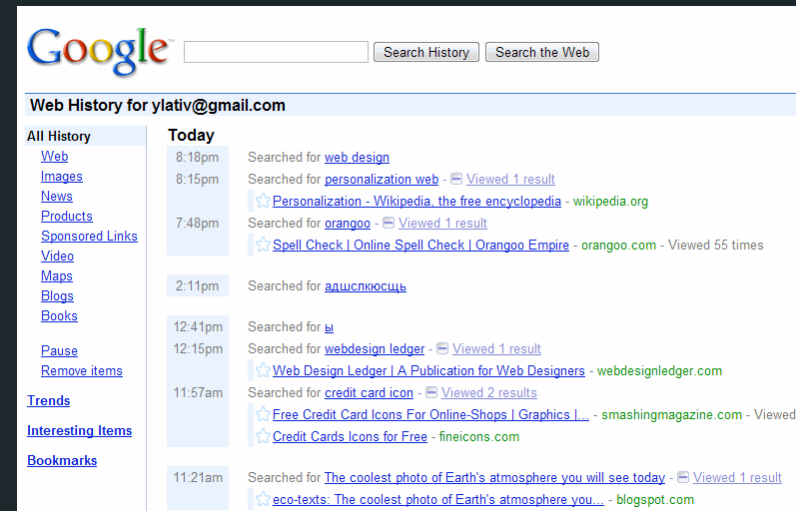 Google™
Search History Search the Web
Web History for ylativ@gmail.com
All History
Web
Images
News
Products
Sponsored Links
Video
Maps
Blogs
Books
Pause
Remove items
Trends
Interesting Items
Bookmarks
Today
8:18pm Searched for web design
8:15pm Searched for personalization web - Viewed 1 result
Personalization - Wikipedia, the free encyclopedia - wikipedia.org
7:48pm Searched for orangoo - Viewed 1 result
Spell Check | Online Spell Check | Orangoo Empire - orangoo.com - Viewed 55 times
2:11pm Searched for адшслкюсщь
12:41pm Searched for ы
12:15pm Searched for webdesign ledger - Viewed 1 result
Web Design Ledger | A Publication for Web Designers - webdesignledger.com
11:57am Searched for credit card icon - Viewed 2 results
Free Credit Card Icons For Online-Shops | Graphics |... - smashingmagazine.com - Viewed
Credit Cards Icons for Free - fineicons.com
11:21am Searched for The coolest photo of Earth's atmosphere you will see today - Viewed 1 result
eco-texts: The coolest photo of Earth's atmosphere you... - blogspot.com